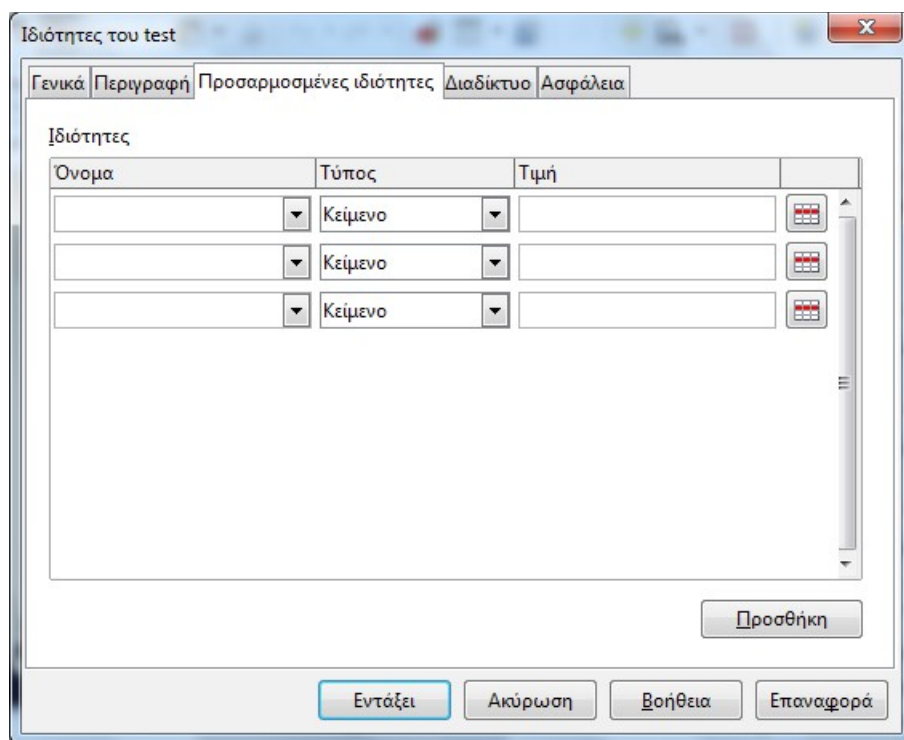 Ιδιότητες του test
Γενικά Περιγραφή Προσαρμοσμένες ιδιότητες Διαδίκτυο Ασφάλεια
Ιδιότητες
Όνομα Τύπος Τιμή
Κείμενο
Κείμενο
Κείμενο
Προσθήκη
Εντάξει Ακύρωση Βοήθεια Επαναφορά